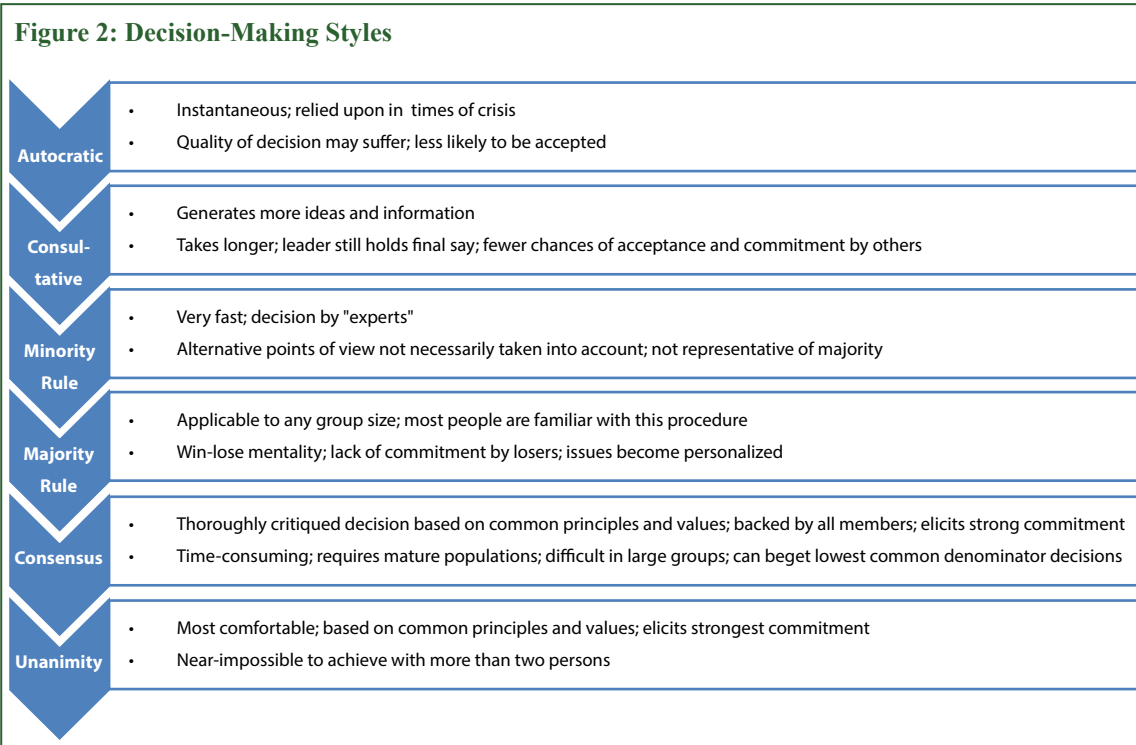 Figure 2: Decision-Making Styles
Autocratic
• Instantaneous; relied upon in times of crisis
• Quality of decision may suffer; less likely to be accepted
Consul-
tative
• Generates more ideas and information
• Takes longer; leader still holds final say; fewer chances of acceptance and commitment by others
Minority
Rule
• Very fast; decision by "experts"
• Alternative points of view not necessarily taken into account; not representative of majority
Majority
Rule
• Applicable to any group size; most people are familiar with this procedure
• Win-lose mentality; lack of commitment by losers; issues become personalized
Consensus
• Thoroughly critiqued decision based on common principles and values; backed by all members; elicits strong commitment
• Time-consuming; requires mature populations; difficult in large groups; can beget lowest common denominator decisions
Unanimity
• Most comfortable; based on common principles and values; elicits strongest commitment
• Near-impossible to achieve with more than two persons